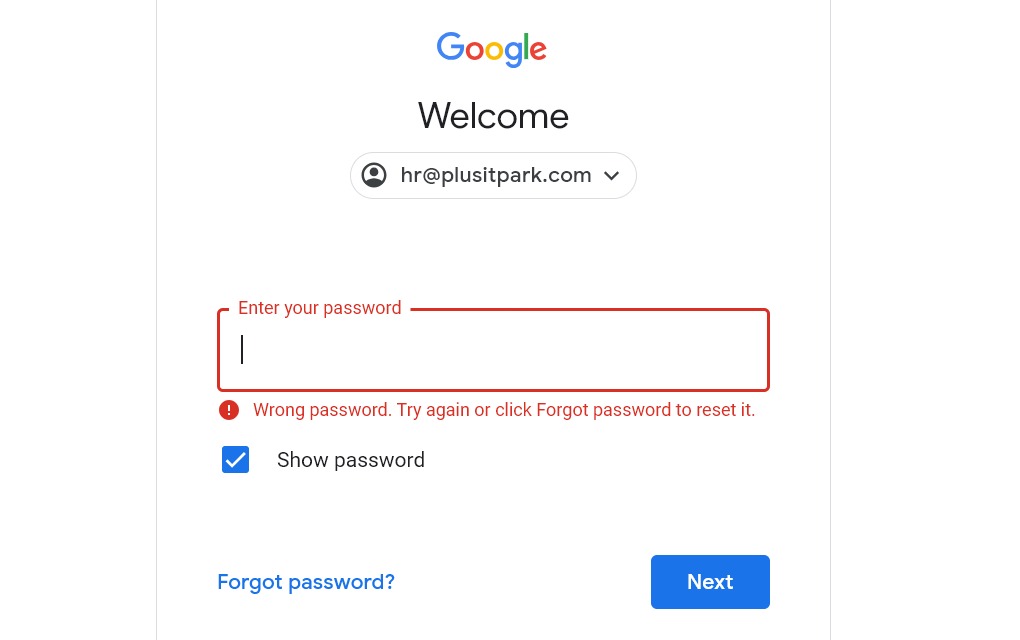 Google
Welcome
hr@plusitpark.com
Enter your password
Wrong password. Try again or click Forgot password to reset it.
Show password
Forgot password?
Next